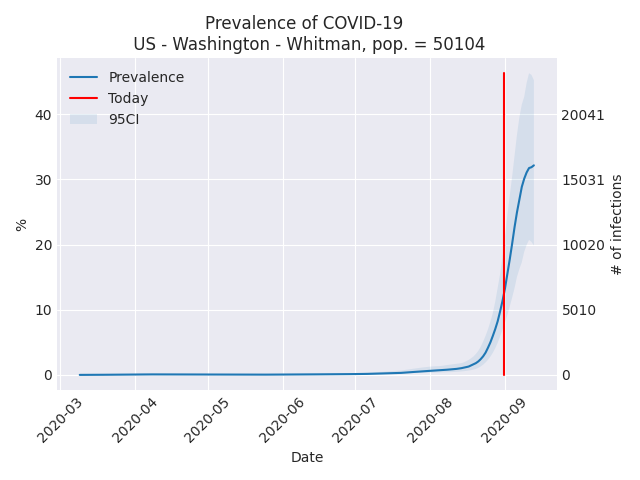 Prevalence of COVID-19
US - Washington - Whitman, pop. = 50104
Prevalence
Today
95CI
40
30
20
10
0
%
20041
15031
10020
5010
0
# of infections
2020-03
2020-04
2020-05
2020-06
2020-07
2020-08
2020-09
Date